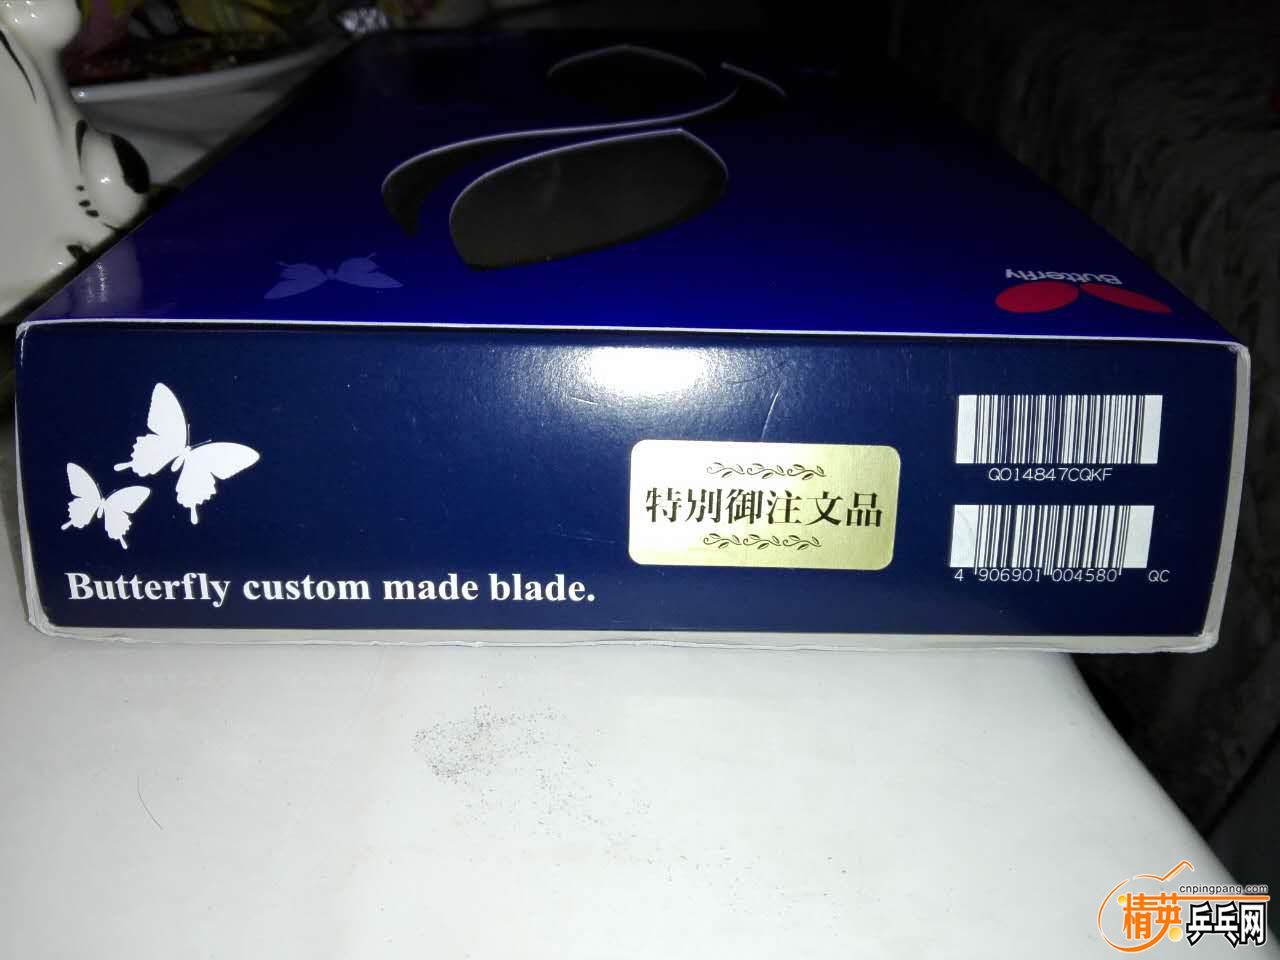 Butterfly
特別御注文品
Q014847CQKF
4 906901 004580 QC
Butterfly custom made blade.
cnpingpang.com
精英乒乓网